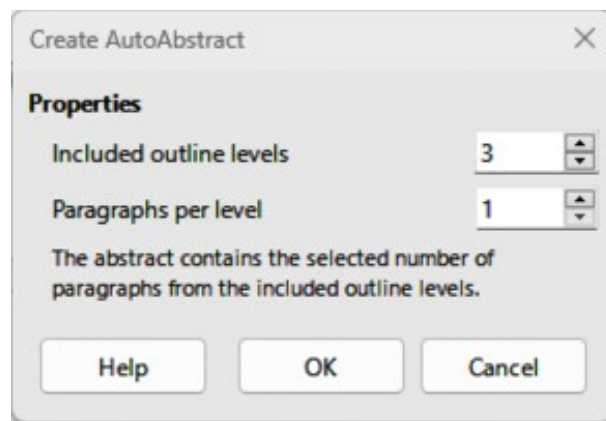 Create AutoAbstract
Properties
Included outline levels 3
Paragraphs per level 1
The abstract contains the selected number of
paragraphs from the included outline levels.
Help OK Cancel